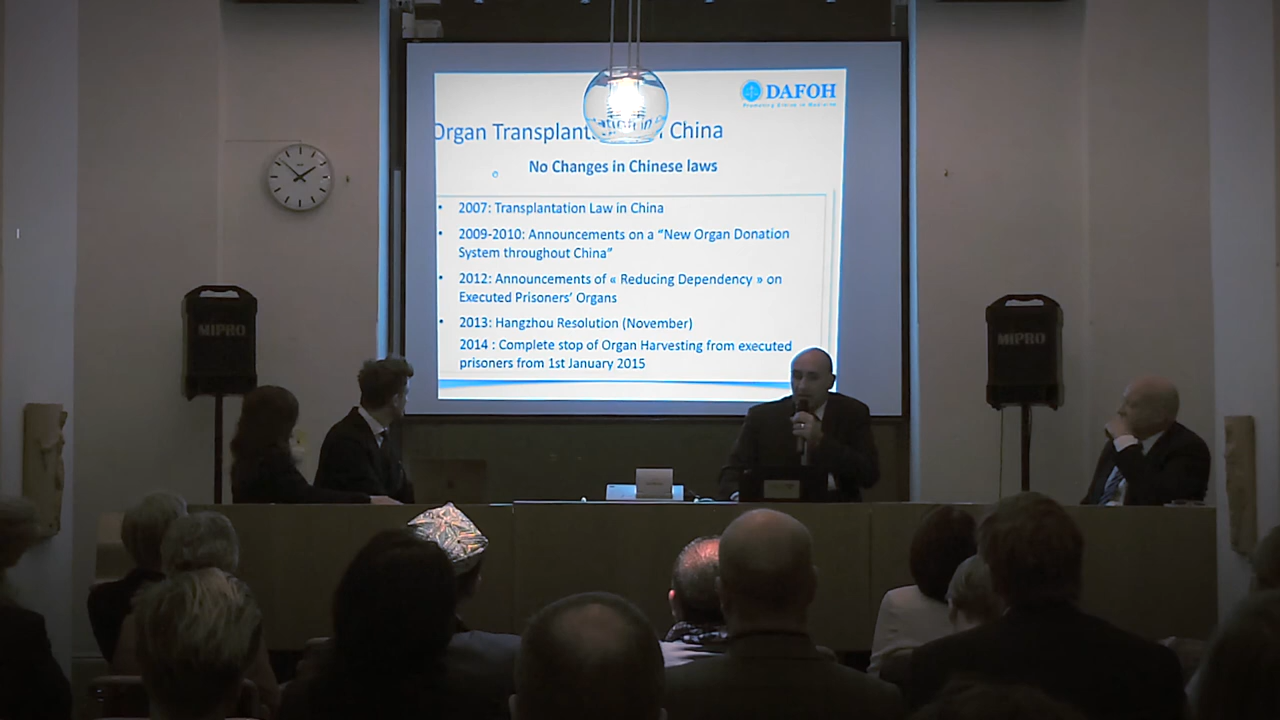 DAFOH
Promoting Ethics in Medicine
Organ Transplantation in China
No Changes in Chinese laws
• 2007: Transplantation Law in China
• 2009-2010: Announcements on a “New Organ Donation
System throughout China”
• 2012: Announcements of « Reducing Dependency » on
Executed Prisoners’ Organs
• 2013: Hangzhou Resolution (November)
2014 : Complete stop of Organ Harvesting from executed
prisoners from 1st January 2015
MIPRO
MIPRO